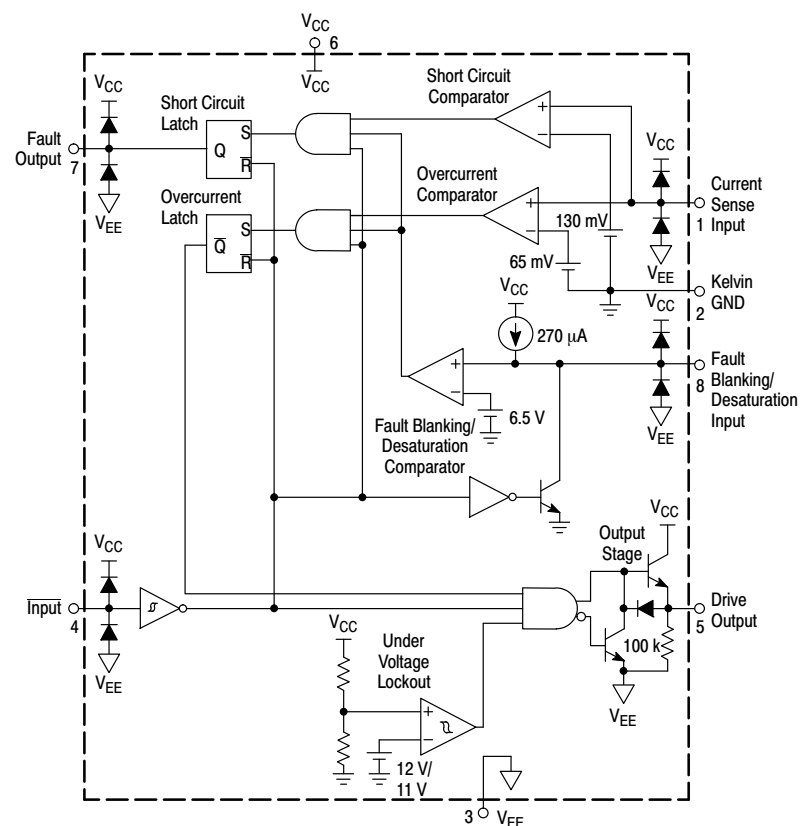 VCC
6
VCC
VCC
Short Circuit
Latch
S
Q
R̅
Short Circuit
Comparator
+
−
VCC
Fault
Output
7
VEE
Overcurrent
Latch
S
Q̅
R̅
Overcurrent
Comparator
+
−
130 mV
65 mV
Current
Sense
Input
1
VEE
Kelvin
GND
2
VCC
VCC
270 μA
+
−
6.5 V
Fault
Blanking/
Desaturation
Input
8
VEE
Fault Blanking/
Desaturation
Comparator
VCC
Output
Stage
VCC
I̅n̅p̅u̅t̅
4
VEE
Drive
Output
5
100 k
VEE
VCC
Under
Voltage
Lockout
+
−
12 V/
11 V
3
VEE